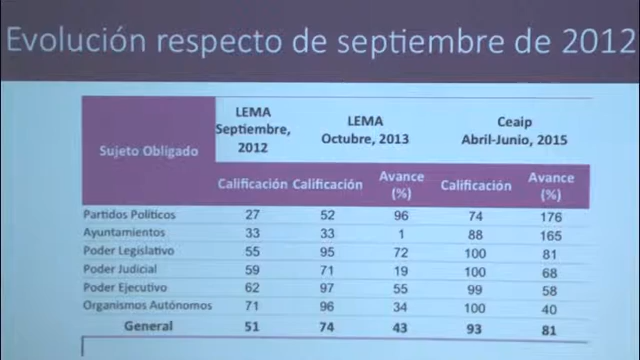 Evolución respecto de septiembre de 2012
Sujeto Obligado LEMA Septiembre, 2012 LEMA Octubre, 2013 Ceaip Abril-Junio, 2015
Calificación Calificación Avance (%) Calificación Avance (%)
Partidos Políticos 27 52 96 74 176
Ayuntamientos 33 33 1 88 165
Poder Legislativo 55 95 72 100 81
Poder Judicial 59 71 19 100 68
Poder Ejecutivo 62 97 55 99 58
Organismos Autónomos 71 96 34 100 40
General 51 74 43 93 81